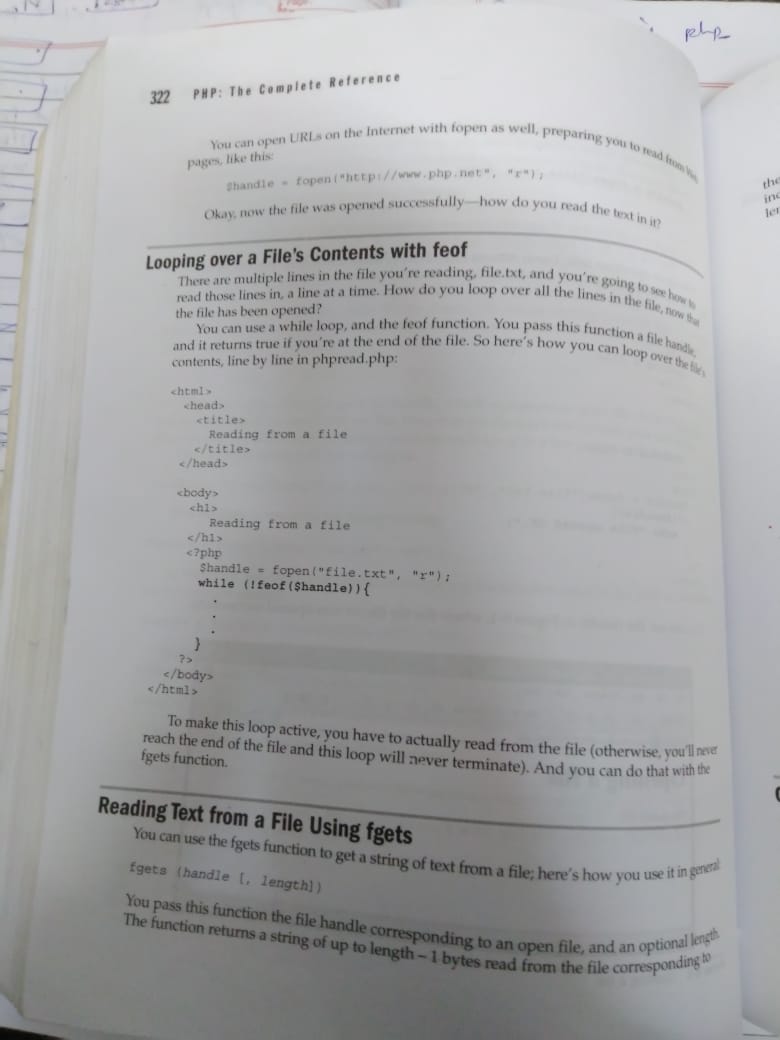 php
322 PHP: The Complete Reference
You can open URLs on the Internet with fopen as well, preparing you to read from
pages, like this:
$handle = fopen("http://www.php.net", "r");
Okay, now the file was opened successfully—how do you read the text in it?
Looping over a File's Contents with feof
There are multiple lines in the file you're reading, file.txt, and you're going to see how to
read those lines in, a line at a time. How do you loop over all the lines in the file, now that
the file has been opened?
You can use a while loop, and the feof function. You pass this function a file handle,
and it returns true if you're at the end of the file. So here's how you can loop over the file's
contents, line by line in phpread.php:
<html>
<head>
<title>
Reading from a file
</title>
</head>
<body>
<h1>
Reading from a file
</h1>
<?php
$handle = fopen("file.txt", "r");
while (!feof($handle)){
.
.
.
}
?>
</body>
</html>
To make this loop active, you have to actually read from the file (otherwise, you'll never
reach the end of the file and this loop will never terminate). And you can do that with the
fgets function.
Reading Text from a File Using fgets
You can use the fgets function to get a string of text from a file; here's how you use it in general
fgets (handle [, length])
You pass this function the file handle corresponding to an open file, and an optional length.
The function returns a string of up to length – 1 bytes read from the file corresponding to
the
inc
ler